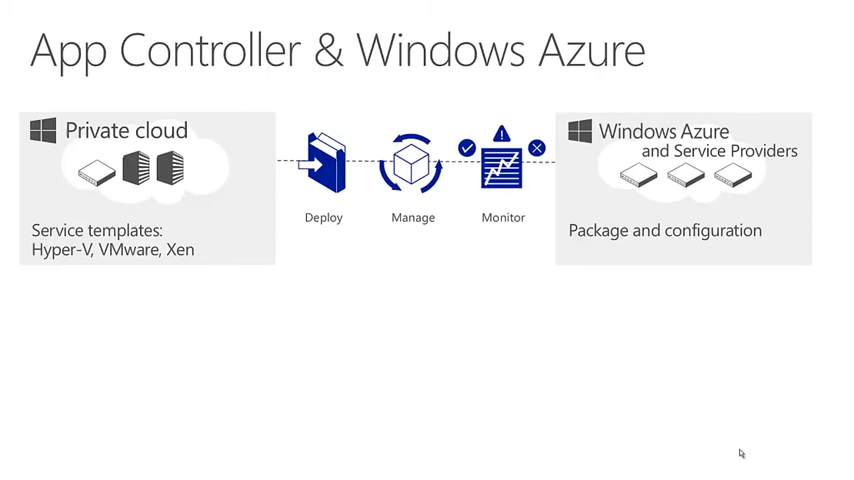 App Controller & Windows Azure
Private cloud
Service templates:
Hyper-V, VMware, Xen
Deploy
Manage
Monitor
Windows Azure
and Service Providers
Package and configuration